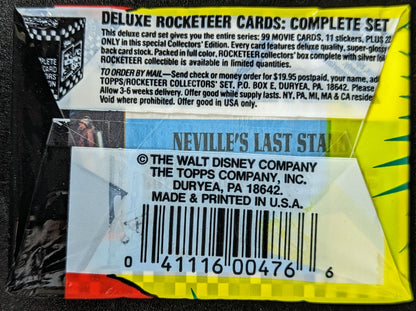 DELUXE ROCKETEER CARDS: COMPLETE SET
This deluxe card set gives you the entire series: 99 MOVIE CARDS, 11 stickers, PLUS
ONLY in this special Collectors' Edition. Every card features deluxe quality, super-glossy
back card stock. Packed in full color, ROCKETEER collectors' box complete with silver
ROCKETEER collectible is available in limited quantities.
TO ORDER BY MAIL—Send check or money order for $19.95 postpaid, your name,
TOPPS/ROCKETEER COLLECTORS' SET, P.O. BOX E, DURYEA, PA. 18642. Please
Allow 3-6 weeks delivery. Offer good while supply lasts. NY, PA, MI, MA & CA
Void where prohibited. Offer good in USA only.
NEVILLE'S LAST
© THE WALT DISNEY COMPANY
THE TOPPS COMPANY, INC.
DURYEA, PA 18642.
MADE & PRINTED IN U.S.A.
0 41116 00476 6